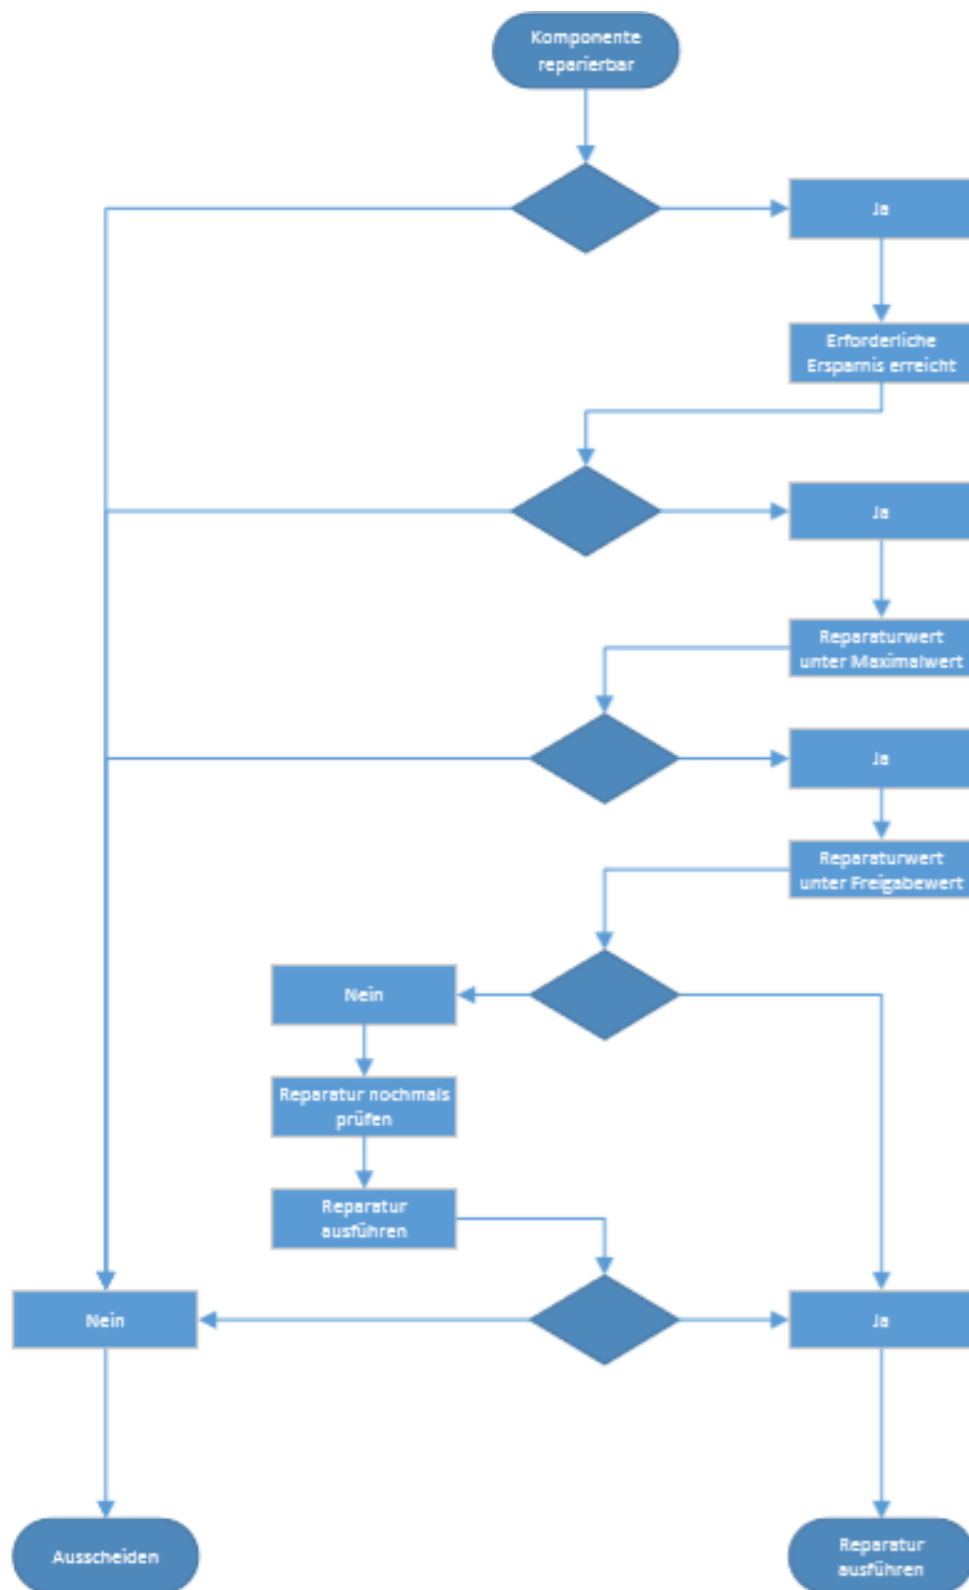 Komponente
reparierbar
Ja
Erforderliche
Ersparnis erreicht
Ja
Reparaturwert
unter Maximalwert
Ja
Reparaturwert
unter Freigabewert
Nein
Reparatur nochmals
prüfen
Reparatur
ausführen
Nein
Ja
Ausscheiden
Reparatur
ausführen